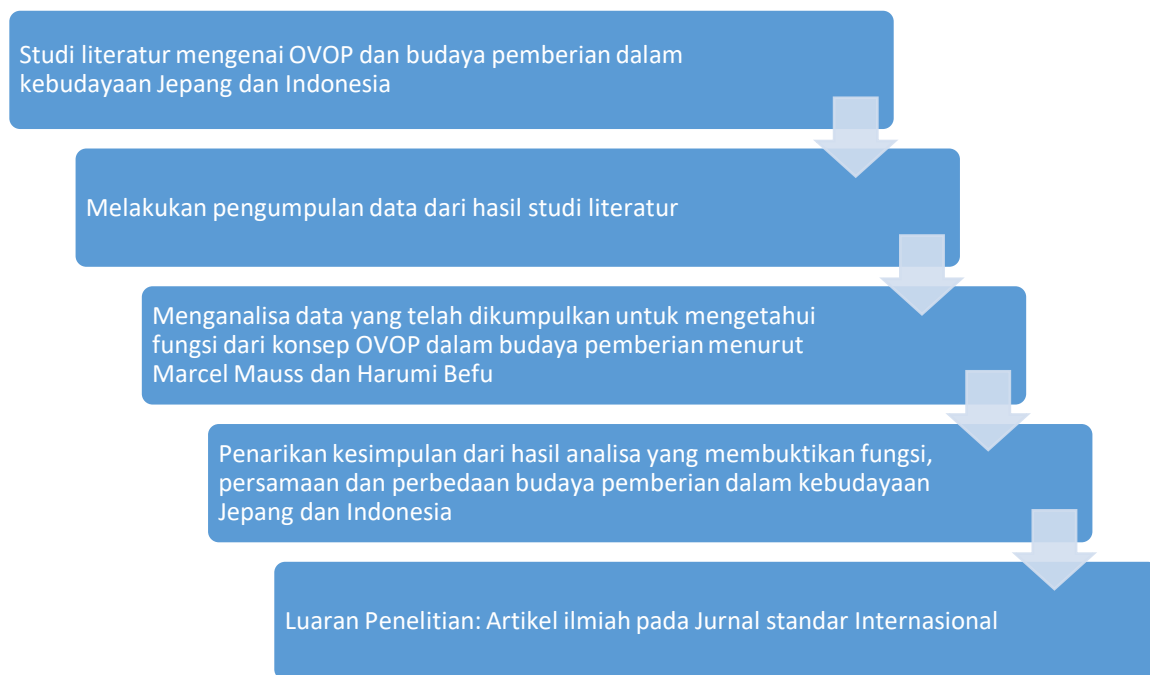 Studi literatur mengenai OVOP dan budaya pemberian dalam
kebudayaan Jepang dan Indonesia
Melakukan pengumpulan data dari hasil studi literatur
Menganalisa data yang telah dikumpulkan untuk mengetahui
fungsi dari konsep OVOP dalam budaya pemberian menurut
Marcel Mauss dan Harumi Befu
Penarikan kesimpulan dari hasil analisa yang membuktikan fungsi,
persamaan dan perbedaan budaya pemberian dalam kebudayaan
Jepang dan Indonesia
Luaran Penelitian: Artikel ilmiah pada Jurnal standar Internasional